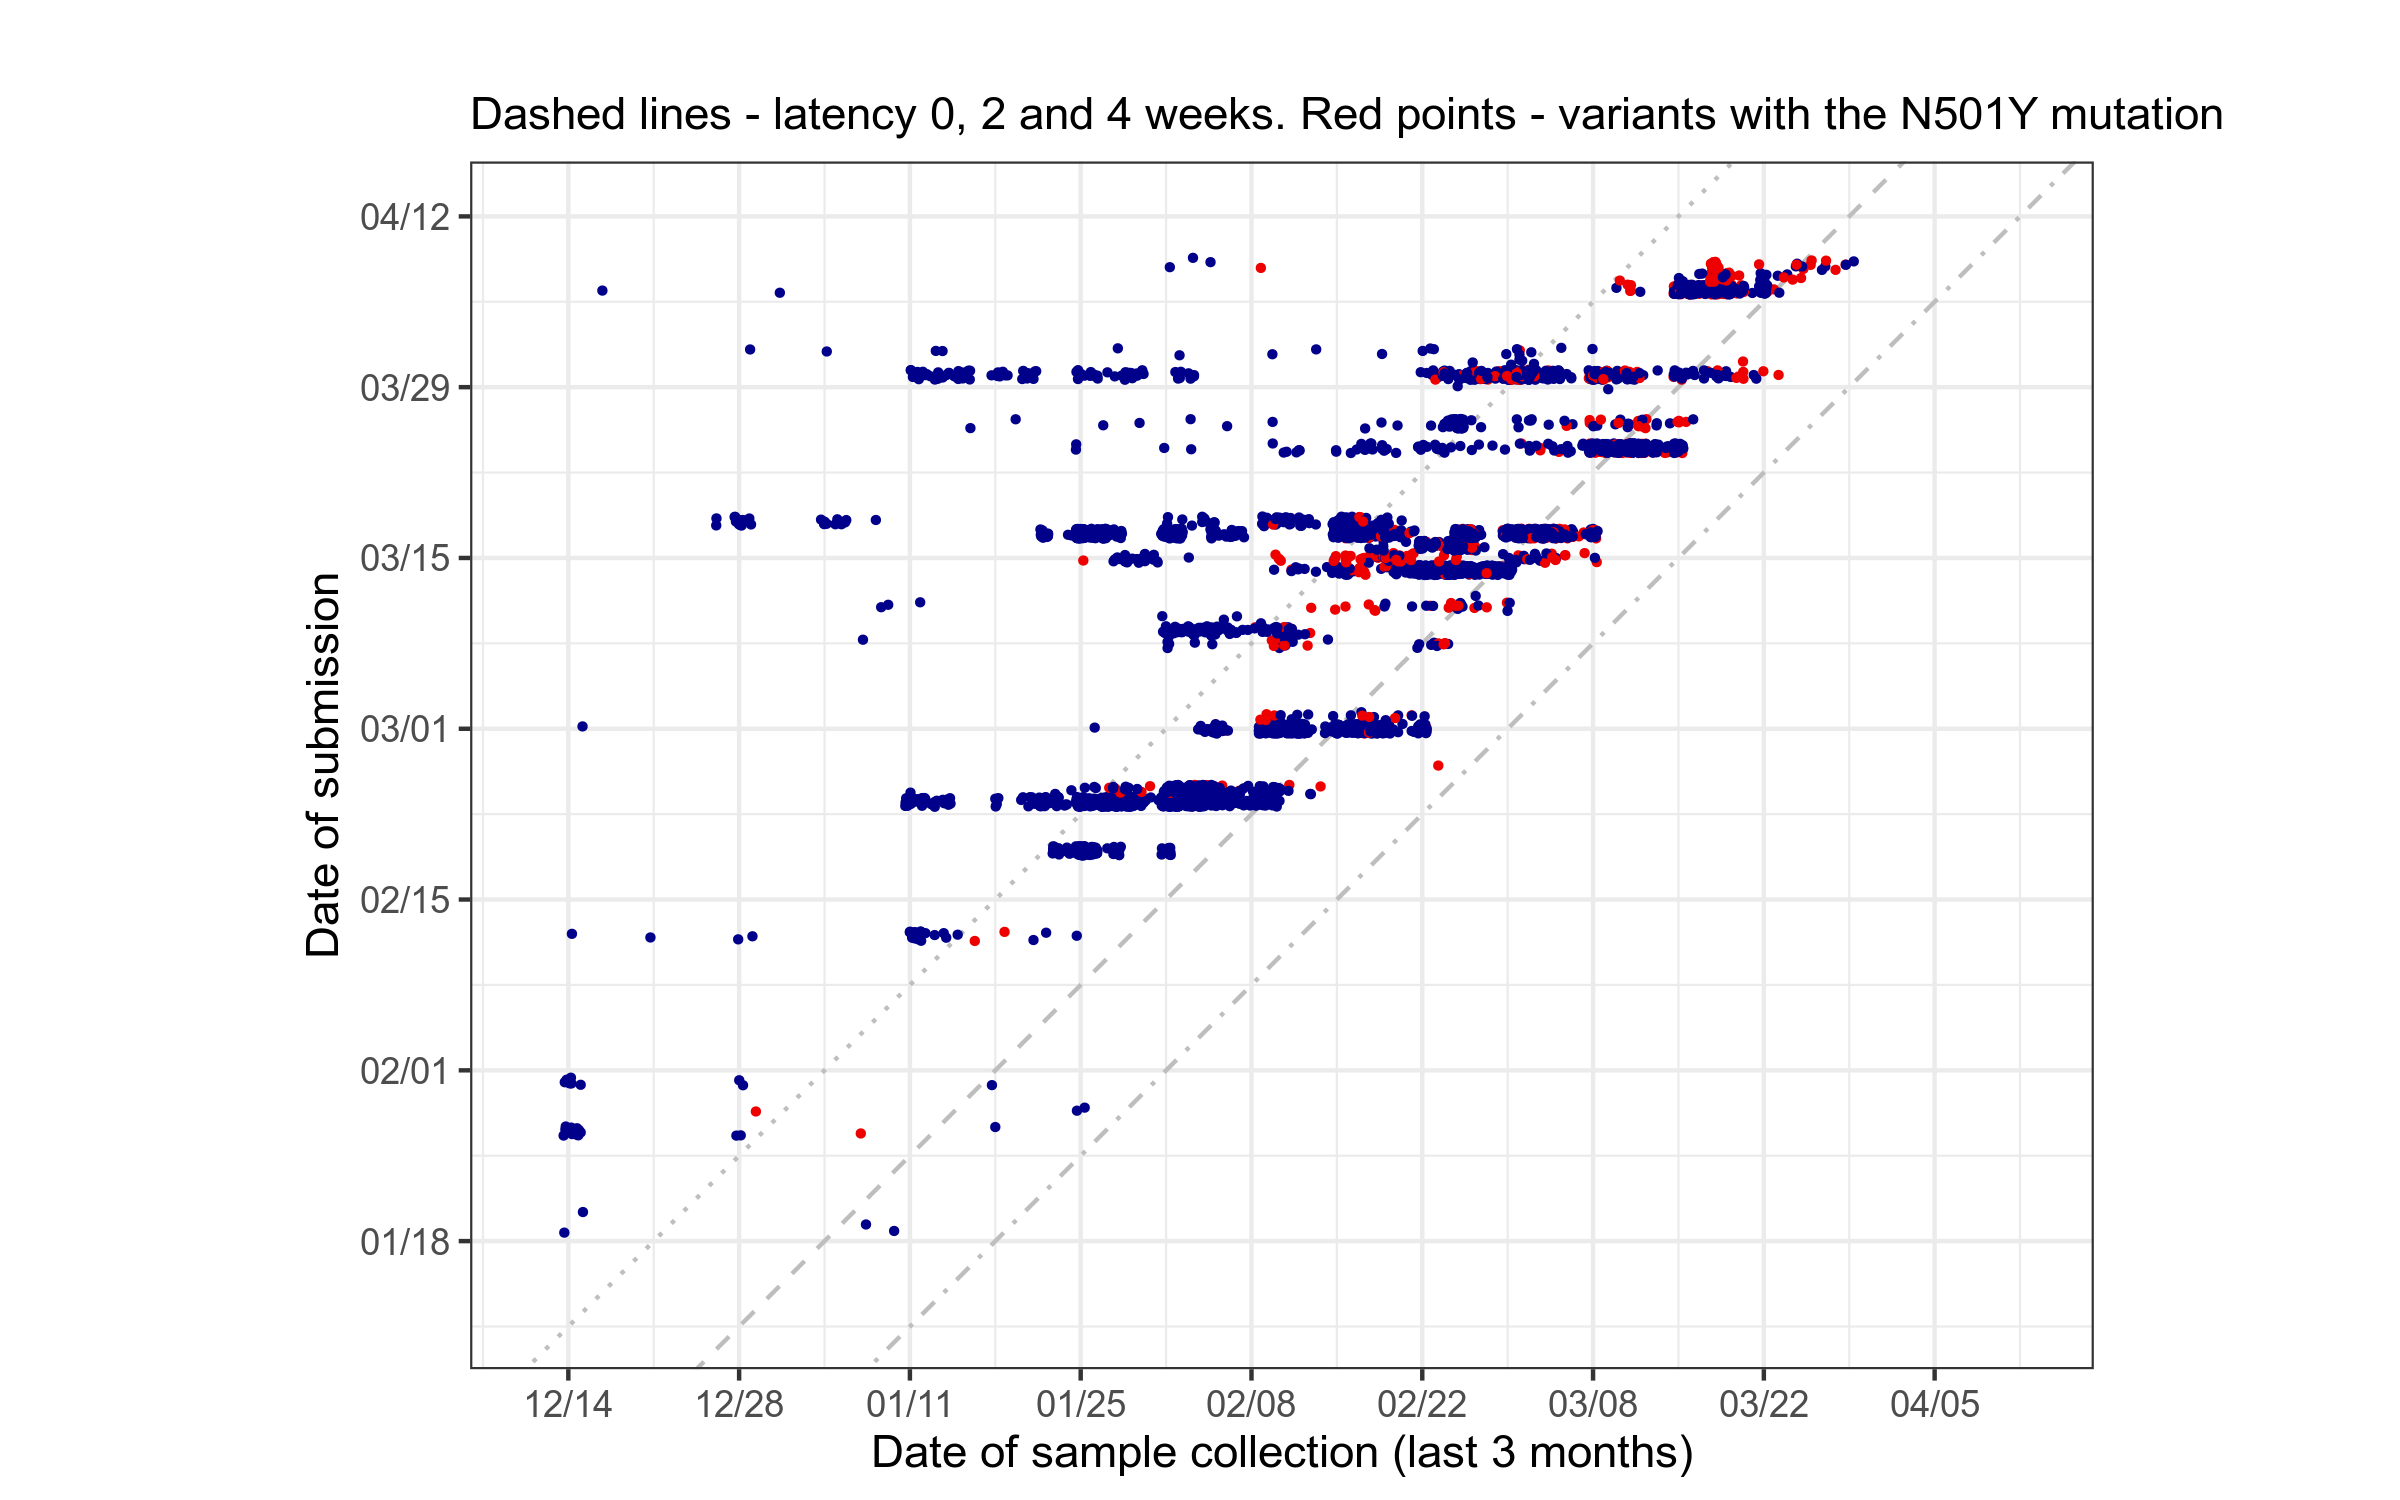 Dashed lines - latency 0, 2 and 4 weeks. Red points - variants with the N501Y mutation
04/12
03/29
03/15
03/01
02/15
02/01
01/18
Date of submission
12/14 12/28 01/11 01/25 02/08 02/22 03/08 03/22 04/05
Date of sample collection (last 3 months)